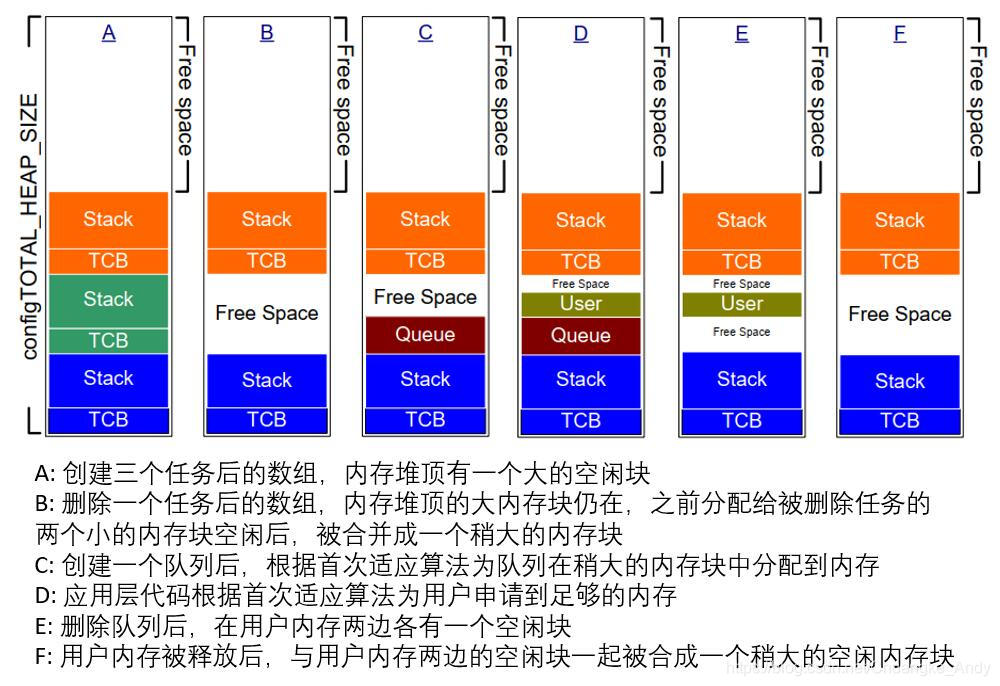 A B C D E F
configTOTAL_HEAP_SIZE
Free space Free space Free space Free space Free space Free space
Stack Stack Stack Stack Stack Stack
TCB TCB TCB TCB TCB TCB
Free Space Free Space
Stack Free Space User User Free Space
TCB Queue Queue Free Space
Stack Stack Stack Stack Stack Stack
TCB TCB TCB TCB TCB TCB
A: 创建三个任务后的数组，内存堆顶有一个大的空闲块
B: 删除一个任务后的数组，内存堆顶的大内存块仍在，之前分配给被删除任务的
两个小的内存块空闲后，被合并成一个稍大的内存块
C: 创建一个队列后，根据首次适应算法为队列在稍大的内存块中分配到内存
D: 应用层代码根据首次适应算法为用户申请到足够的内存
E: 删除队列后，在用户内存两边各有一个空闲块
F: 用户内存被释放后，与用户内存两边的空闲块一起被合成一个稍大的空闲内存块